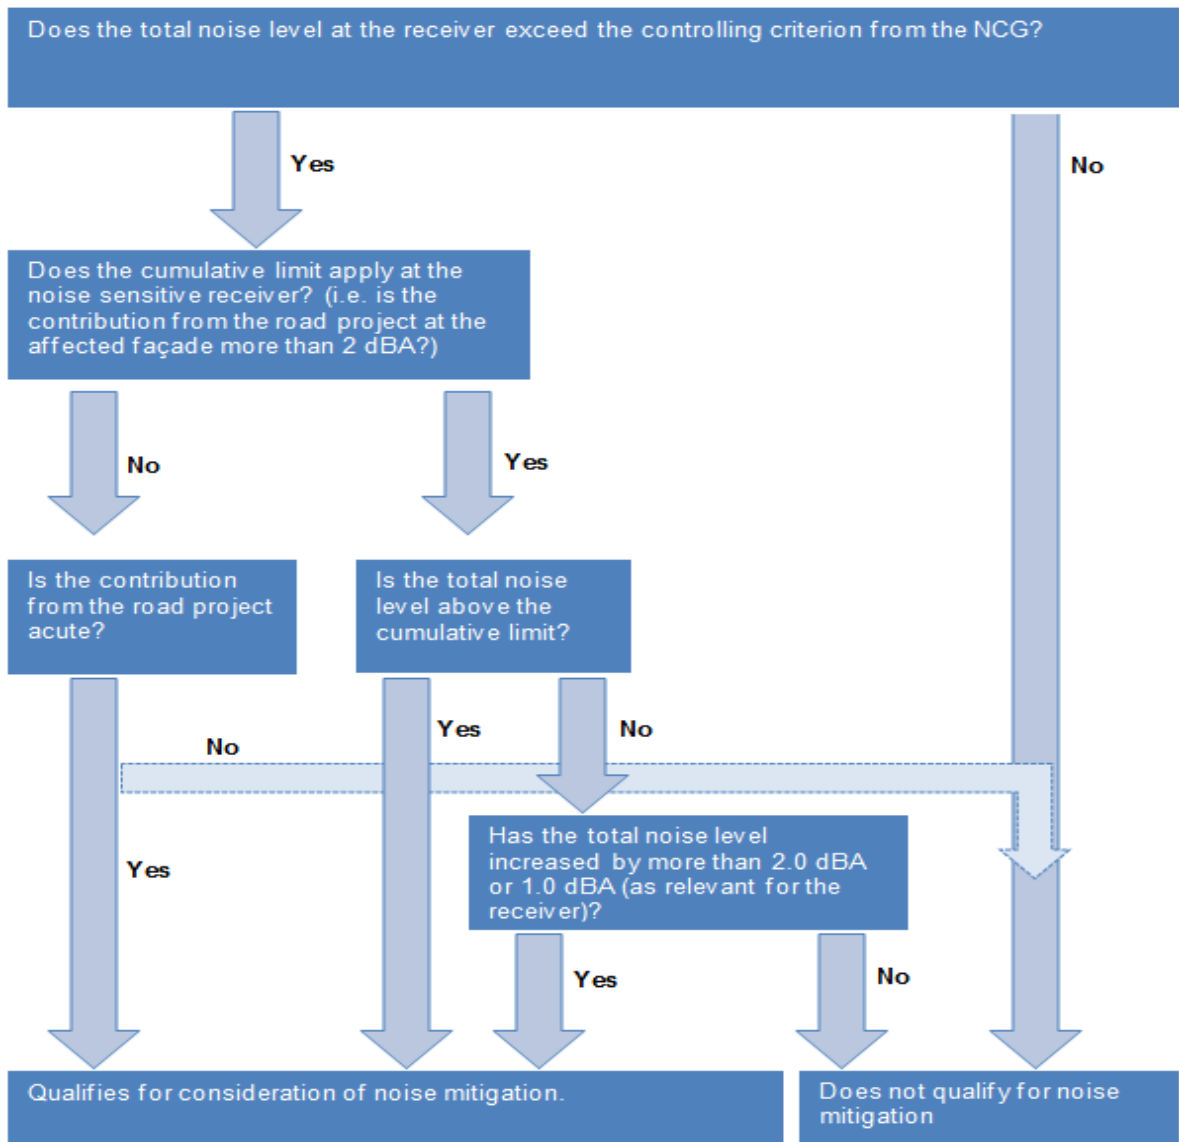 Does the total noise level at the receiver exceed the controlling criterion from the NCG?
Yes
No
Does the cumulative limit apply at the
noise sensitive receiver? (i.e. is the
contribution from the road project at the
affected façade more than 2 dBA?)
No
Yes
Is the contribution
from the road project
acute?
Is the total noise
level above the
cumulative limit?
No
Yes
No
Has the total noise level
increased by more than 2.0 dBA
or 1.0 dBA (as relevant for the
receiver)?
Yes
Yes
No
Qualifies for consideration of noise mitigation.
Does not qualify for noise
mitigation